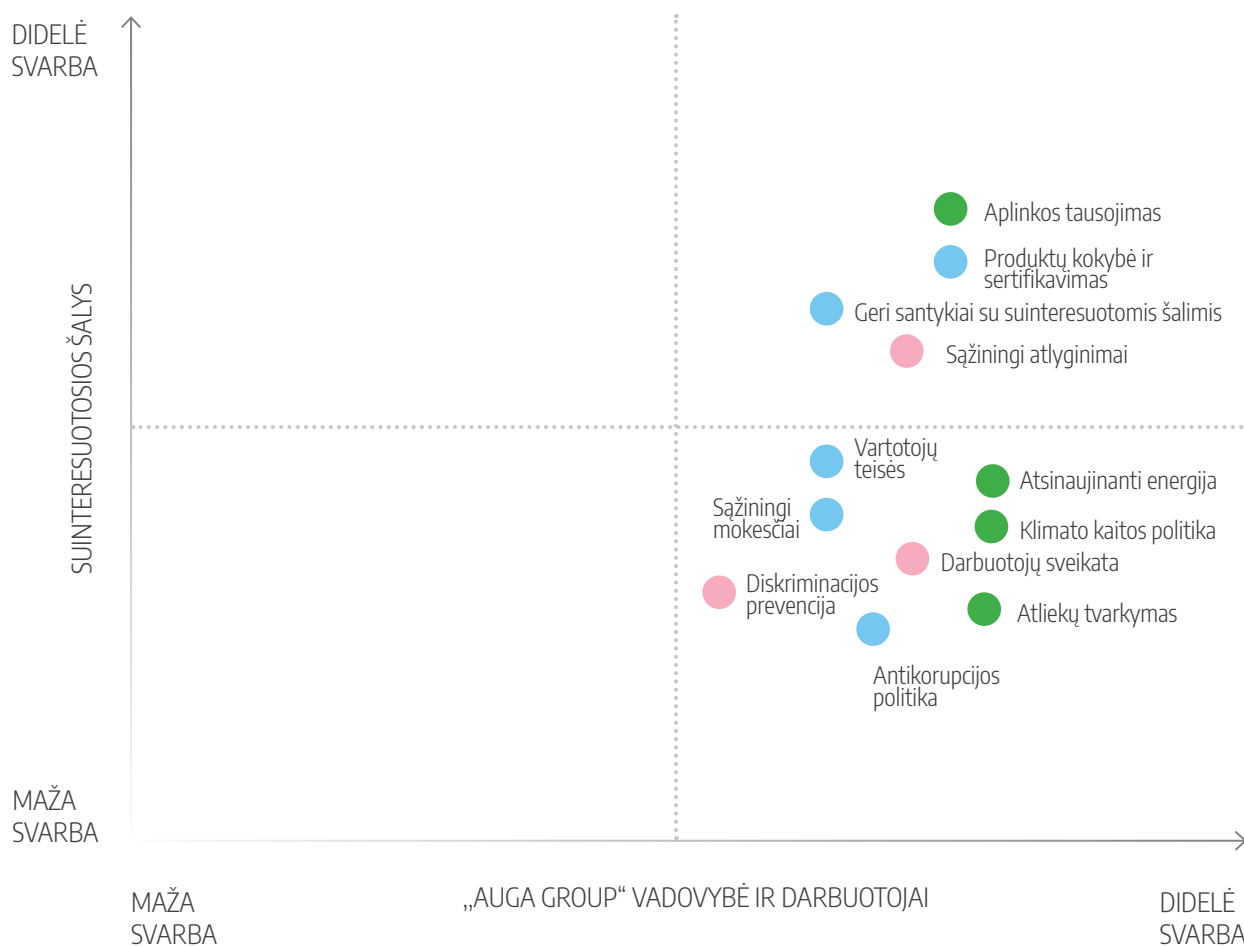 DIDELĖ
SVARBA
SUINTERESUOTOSIOS ŠALYS
Aplinkos tausojimas
Produktų kokybė ir
sertifikavimas
Geri santykiai su suinteresuotomis šalimis
Sąžiningi atlyginimai
Vartotojų
teisės
Atsinaujinanti energija
Sąžiningi
mokesčiai
Klimato kaitos politika
Darbuotojų sveikata
Diskriminacijos
prevencija
Atliekų tvarkymas
Antikorupcijos
politika
MAŽA
SVARBA
MAŽA
SVARBA
„AUGA GROUP“ VADOVYBĖ IR DARBUOTOJAI
DIDELĖ
SVARBA